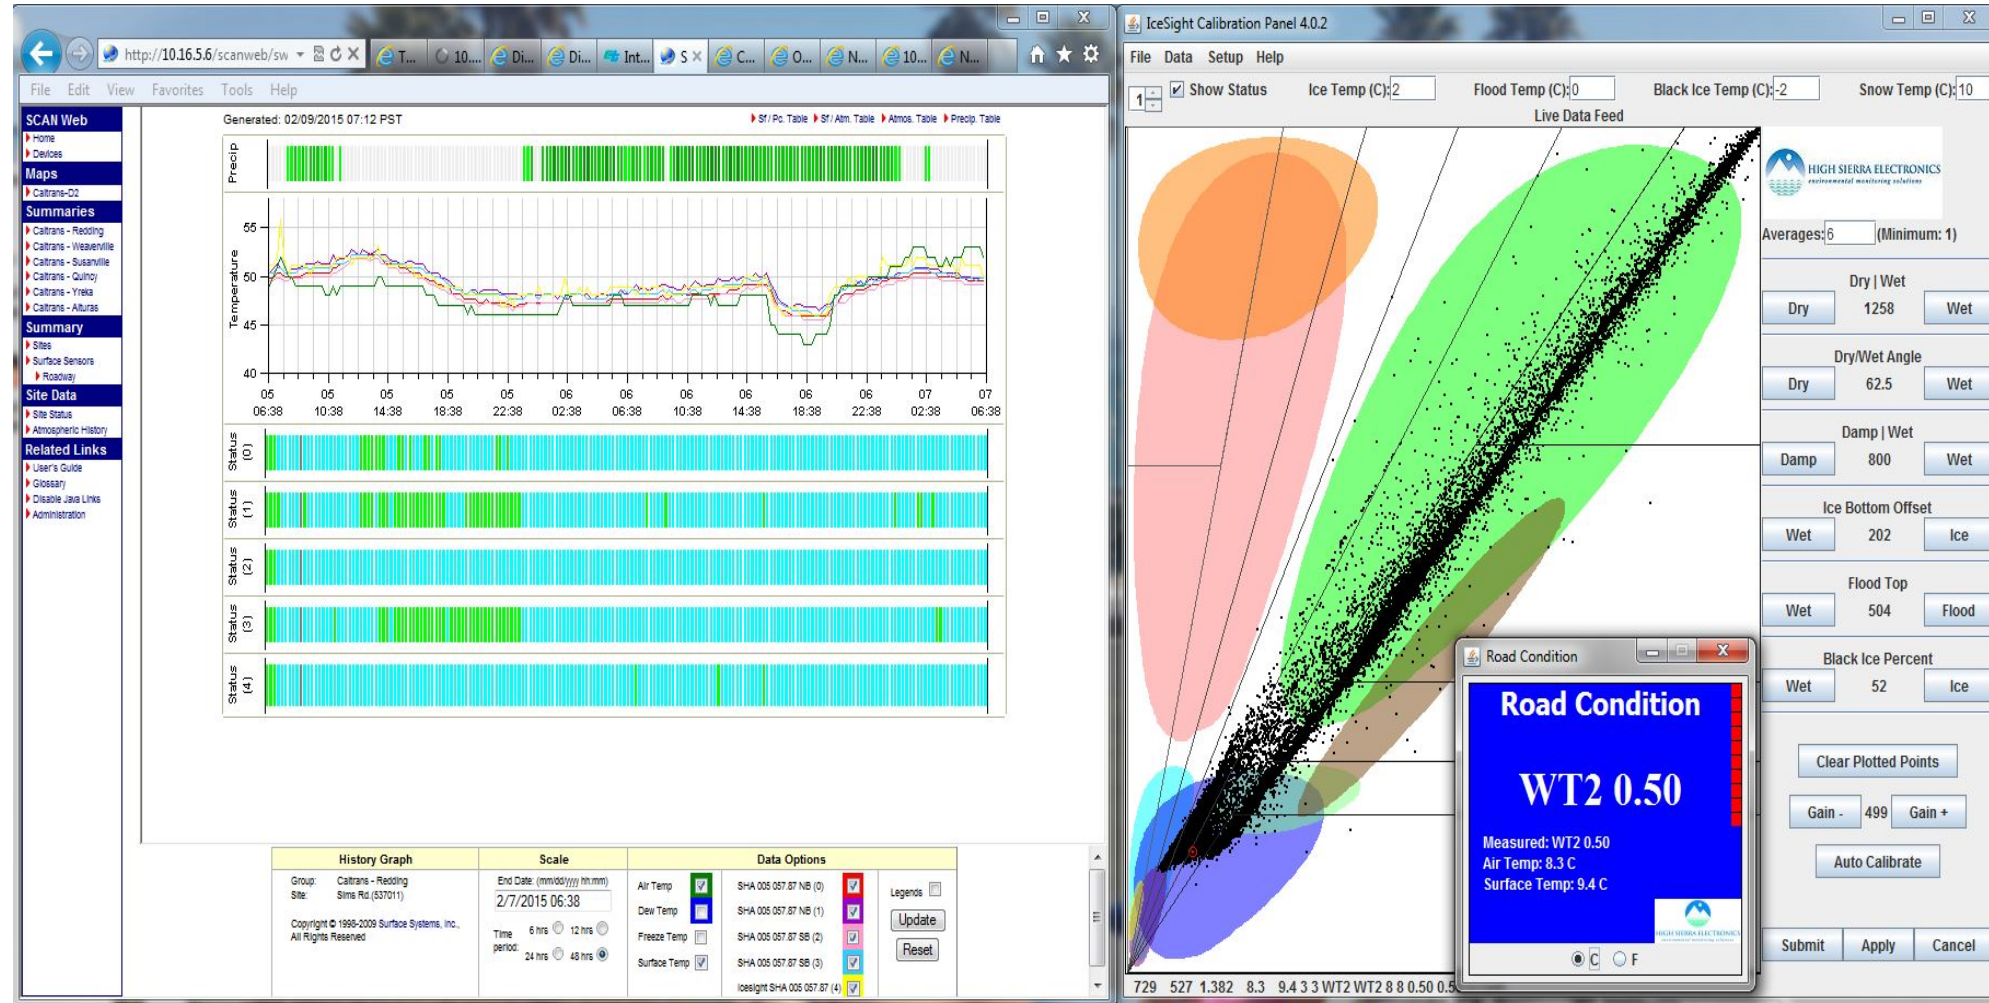 http://10.16.5.6/scanweb/sw
T... 10.... Di... Di... Int... S C... O... N... 10... N...
File Edit View Favorites Tools Help
SCAN Web
Home
Devices
Maps
Caltrans-D2
Summaries
Caltrans - Redding
Caltrans - Weaverville
Caltrans - Susanville
Caltrans - Quincy
Caltrans - Yreka
Caltrans - Alturas
Summary
Sites
Surface Sensors
Roadway
Site Data
Site Status
Atmospheric History
Related Links
User's Guide
Glossary
Disable Java Links
Administration
Generated: 02/09/2015 07:12 PST
Sf / Pc. Table Sf / Atm. Table Atmos. Table Precip. Table
Precip
Temperature
55
50
45
40
05 05 05 05 05 06 06 06 06 06 06 07 07
06:38 10:38 14:38 18:38 22:38 02:38 06:38 10:38 14:38 18:38 22:38 02:38 06:38
Status (0)
Status (1)
Status (2)
Status (3)
Status (4)
History Graph
Group: Caltrans - Redding
Site: Sims Rd.(537011)
Copyright © 1998-2009 Surface Systems, Inc.,
All Rights Reserved
Scale
End Date: (mm/dd/yyyy hh:mm)
2/7/2015 06:38
Time period:
6 hrs 12 hrs
24 hrs 48 hrs
Data Options
Air Temp SHA 005 057.87 NB (0)
Dew Temp SHA 005 057.87 NB (1)
Freeze Temp SHA 005 057.87 SB (2)
Surface Temp SHA 005 057.87 SB (3)
Icesight SHA 005 057.87 (4)
Legends
Update
Reset
IceSight Calibration Panel 4.0.2
File Data Setup Help
1 Show Status Ice Temp (C): 2 Flood Temp (C): 0 Black Ice Temp (C): -2 Snow Temp (C): 10
Live Data Feed
HIGH SIERRA ELECTRONICS
environmental monitoring solutions
Averages: 6 (Minimum: 1)
Dry | Wet
Dry 1258 Wet
Dry/Wet Angle
Dry 62.5 Wet
Damp | Wet
Damp 800 Wet
Ice Bottom Offset
Wet 202 Ice
Flood Top
Wet 504 Flood
Black Ice Percent
Wet 52 Ice
Clear Plotted Points
Gain - 499 Gain +
Auto Calibrate
Submit Apply Cancel
Road Condition
Road Condition
WT2 0.50
Measured: WT2 0.50
Air Temp: 8.3 C
Surface Temp: 9.4 C
HIGH SIERRA ELECTRONICS
C F
729 527 1.382 8.3 9.4 3 3 WT2 WT2 8 8 0.50 0.5